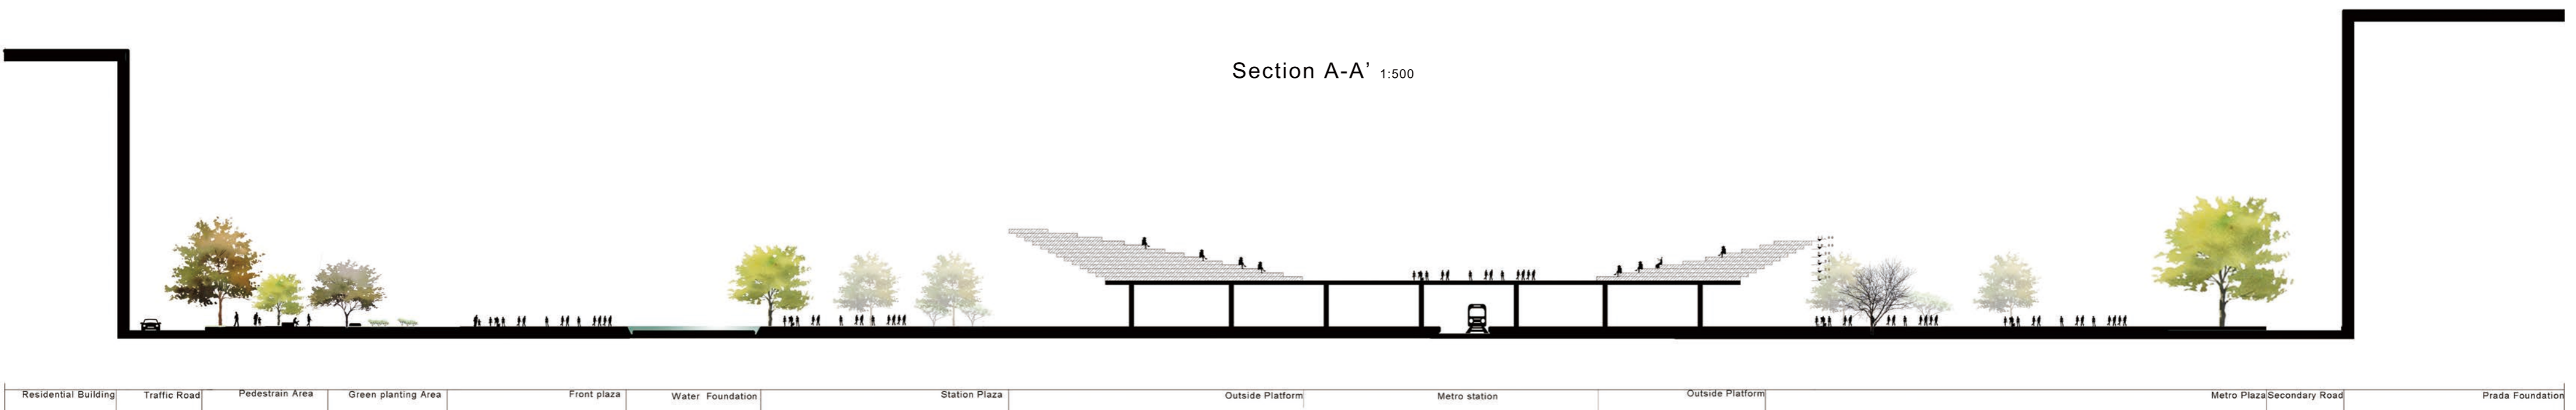 Section A-A’ 1:500
Residential Building Traffic Road Pedestrain Area Green planting Area Front plaza Water Foundation Station Plaza Outside Platform Metro station Outside Platform Metro Plaza Secondary Road Prada Foundation